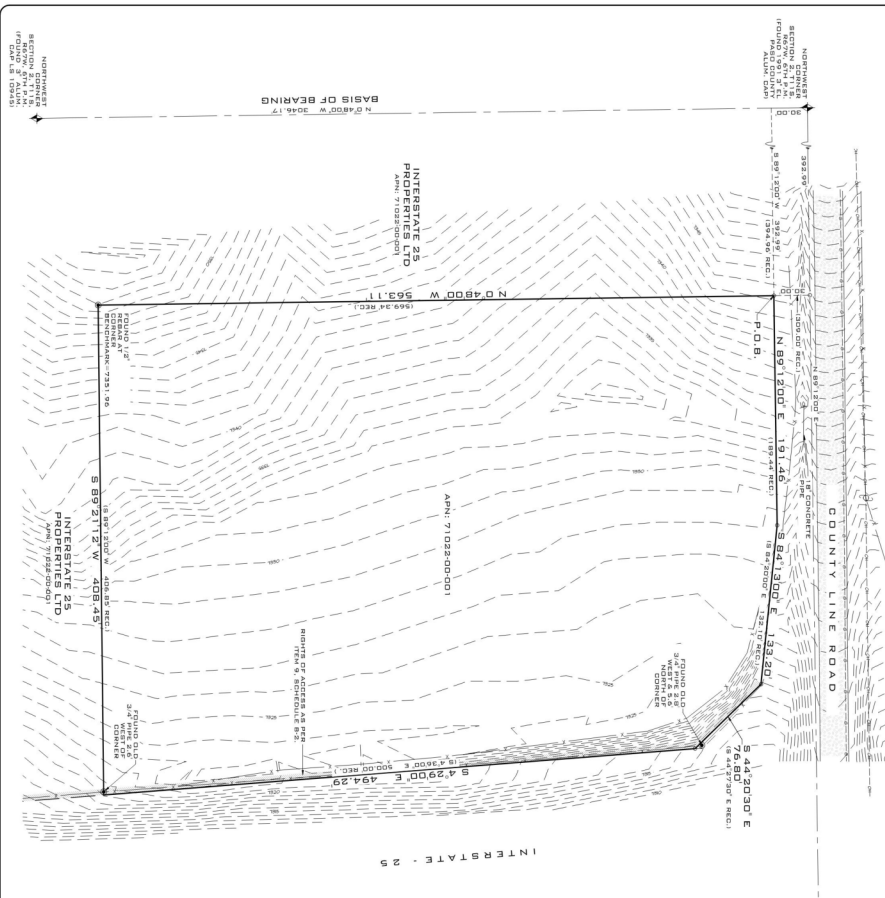 NORTHWEST
CORNER
SECTION 2, T11S,
R67W, 6TH P.M.
(FOUND 3" ALUM.
CAP LS 10945)
BASIS OF BEARING
N 0°48'00" W 3046.17'
NORTHWEST
CORNER
SECTION 2, T11S,
R67W, 6TH P.M.
(FOUND 1991 3" EL
PASO COUNTY
ALUM. CAP)
30.00'
392.99'
S 89°12'00" W 392.99'
(394.96 REC.)
INTERSTATE 25
PROPERTIES LTD
APN: 71022-00-001
N 0°48'00" W 563.11'
(569.34 REC.)
FOUND 1/2"
REBAR AT
CORNER
BENCHMARK=7351.96
P.O.B.
30.00'
(309.00' REC.)
N 89°12'00" E
N 89°12'00" E 191.46'
(189.44' REC.)
18" CONCRETE
PIPE
COUNTY LINE ROAD
S 84°13'00" E 133.20'
(S 84°20'00" E 132.10' REC.)
APN: 71022-00-001
S 89°21'12" W 408.45'
(S 89°12'00" W 406.85' REC.)
INTERSTATE 25
PROPERTIES LTD
APN: 71022-00-001
RIGHTS OF ACCESS AS PER
ITEM 9, SCHEDULE B-2.
FOUND OLD
3/4" PIPE 2.8'
WEST & 5.6'
NORTH OF
CORNER
S 44°20'30" E
76.80'
(S 44°27'30" E REC.)
FOUND OLD
3/4" PIPE 2.6'
WEST OF
CORNER
S 4°29'00" E 494.29'
(S 4°36'00" E 500.00' REC.)
INTERSTATE - 25